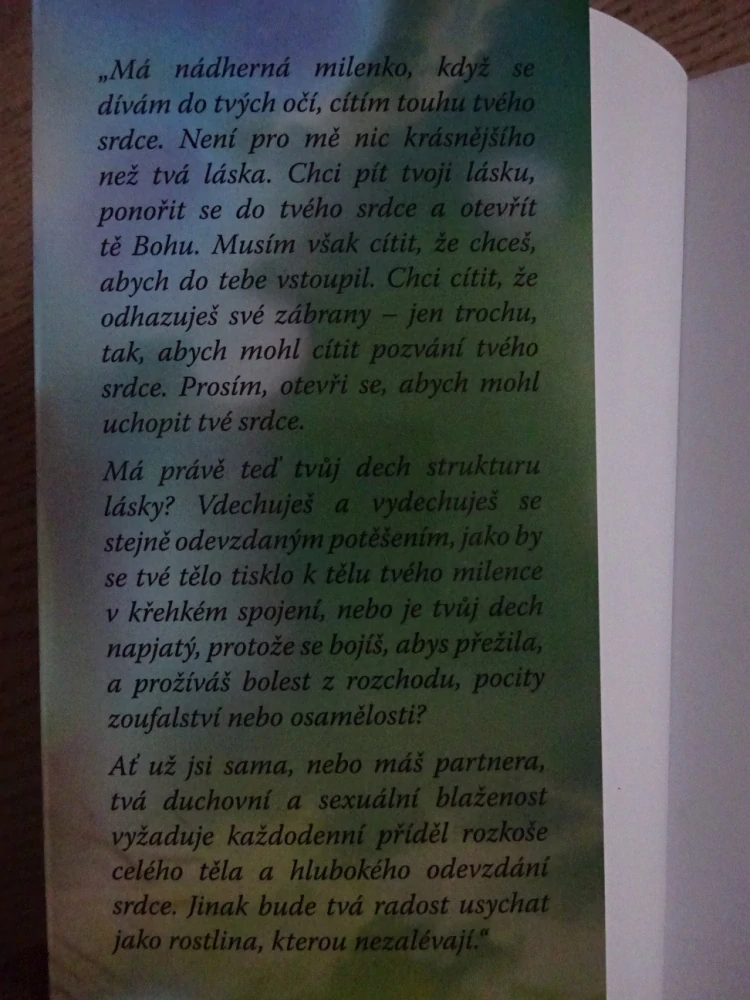 „Má nádherná milenko, když se
dívám do tvých očí, cítím touhu tvého
srdce. Není pro mě nic krásnějšího
než tvá láska. Chci pít tvoji lásku,
ponořit se do tvého srdce a otevřít
tě Bohu. Musím však cítit, že chceš,
abych do tebe vstoupil. Chci cítit, že
odhazuješ své zábrany – jen trochu,
tak, abych mohl cítit pozvání tvého
srdce. Prosím, otevři se, abych mohl
uchopit tvé srdce.
Má právě teď tvůj dech strukturu
lásky? Vdechuješ a vydechuješ se
stejně odevzdaným potěšením, jako by
se tvé tělo tisklo k tělu tvého milence
v křehkém spojení, nebo je tvůj dech
napjatý, protože se bojíš, abys přežila,
a prožíváš bolest z rozchodu, pocity
zoufalství nebo osamělosti?
Ať už jsi sama, nebo máš partnera,
tvá duchovní a sexuální blaženost
vyžaduje každodenní příděl rozkoše
celého těla a hlubokého odevzdání
srdce. Jinak bude tvá radost usychat
jako rostlina, kterou nezalévají.“